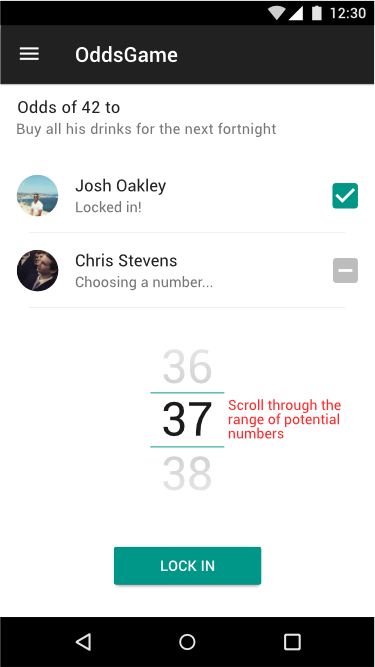 12:30
OddsGame
Odds of 42 to
Buy all his drinks for the next fortnight
Josh Oakley
Locked in!
Chris Stevens
Choosing a number...
36
37
Scroll through the
range of potential
numbers
38
LOCK IN